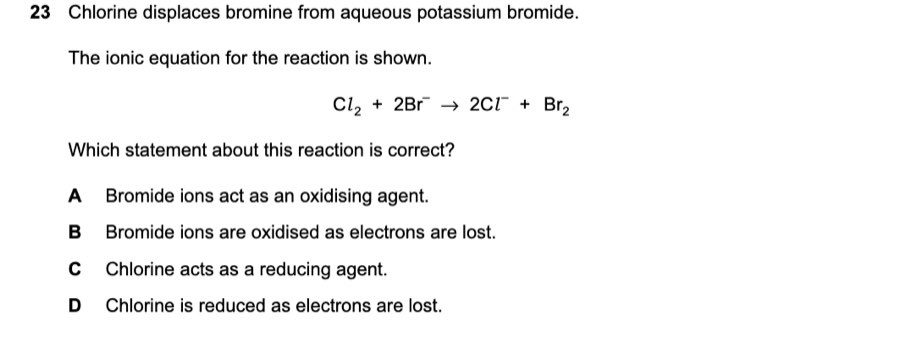 23 Chlorine displaces bromine from aqueous potassium bromide.
The ionic equation for the reaction is shown.
Cl₂ + 2Br⁻ → 2Cl⁻ + Br₂
Which statement about this reaction is correct?
A Bromide ions act as an oxidising agent.
B Bromide ions are oxidised as electrons are lost.
C Chlorine acts as a reducing agent.
D Chlorine is reduced as electrons are lost.